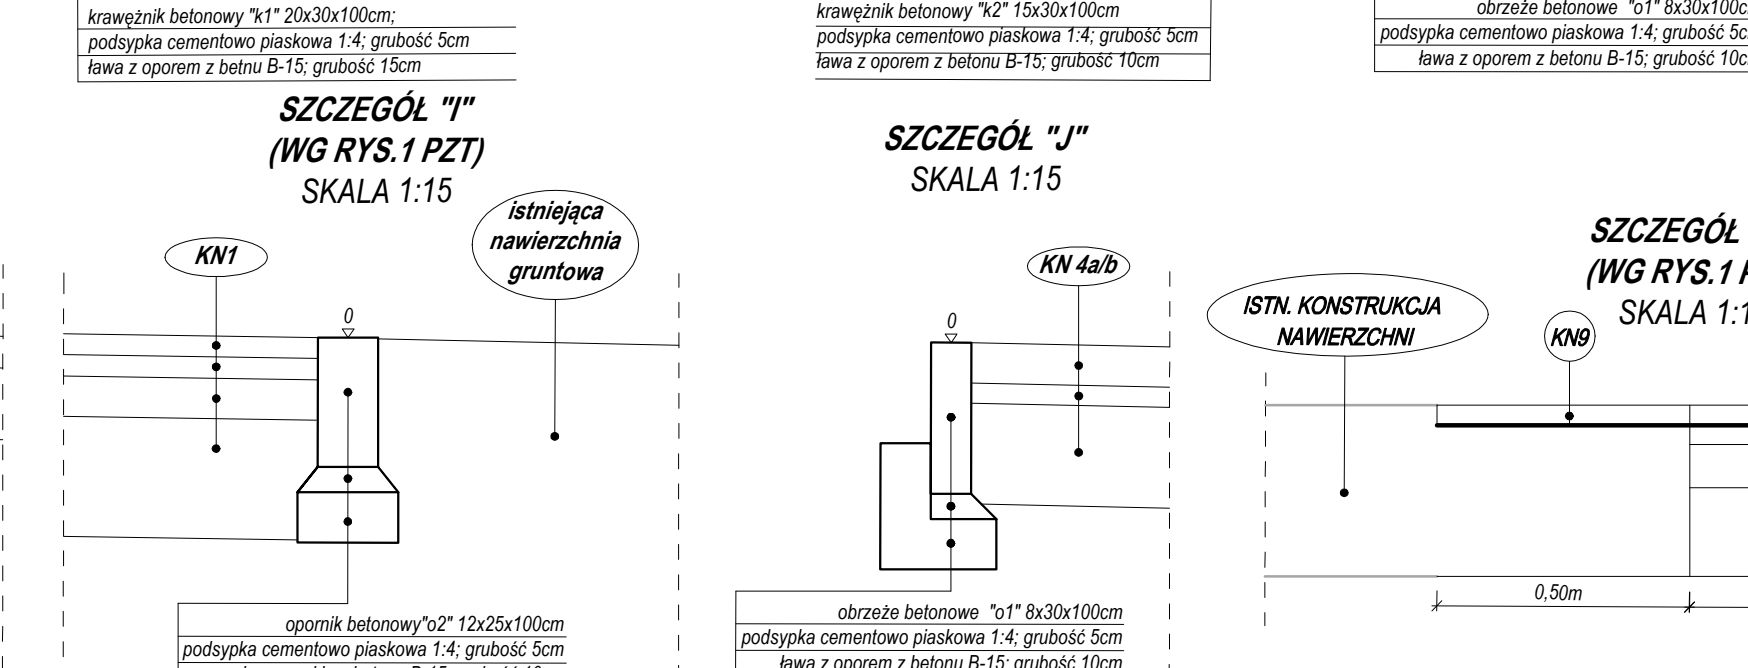 krawężnik betonowy "k1" 20x30x100cm;
podsypka cementowo piaskowa 1:4; grubość 5cm
ława z oporem z betnu B-15; grubość 15cm
krawężnik betonowy "k2" 15x30x100cm
podsypka cementowo piaskowa 1:4; grubość 5cm
ława z oporem z betonu B-15; grubość 10cm
obrzeże betonowe "o1" 8x30x100c
podsypka cementowo piaskowa 1:4; grubość 5c
ława z oporem z betonu B-15; grubość 10c
SZCZEGÓŁ "I"
(WG RYS.1 PZT)
SKALA 1:15
KN1
istniejąca
nawierzchnia
gruntowa
0
opornik betonowy"o2" 12x25x100cm
podsypka cementowo piaskowa 1:4; grubość 5cm
SZCZEGÓŁ "J"
SKALA 1:15
KN 4a/b
0
obrzeże betonowe "o1" 8x30x100cm
podsypka cementowo piaskowa 1:4; grubość 5cm
ława z oporem z betonu B-15; grubość 10cm
SZCZEGÓŁ
(WG RYS.1
SKALA 1:1
ISTN. KONSTRUKCJA
NAWIERZCHNI
KN9
0,50m